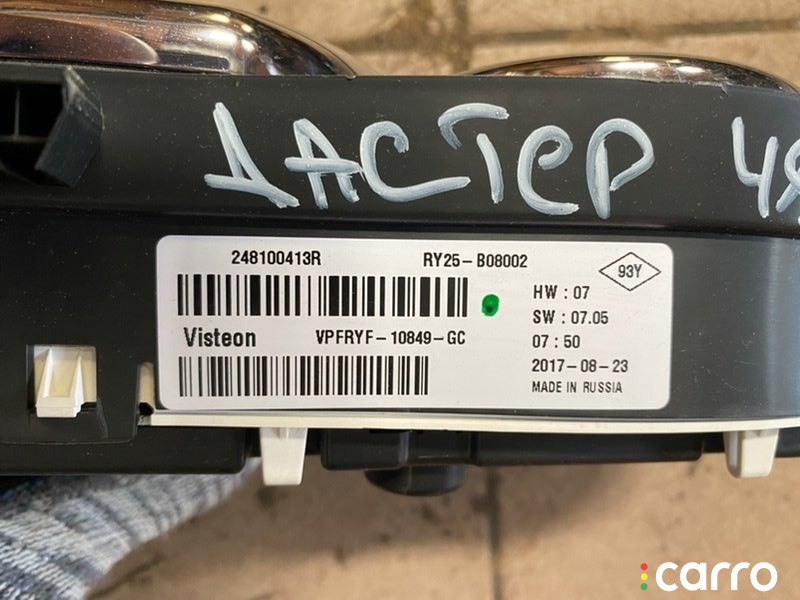 ДАСТЕР
248100413R RY25-B08002
93Y
HW : 07
Visteon VPFRYF-10849-GC
SW : 07.05
07 : 50
2017-08-23
MADE IN RUSSIA
carro